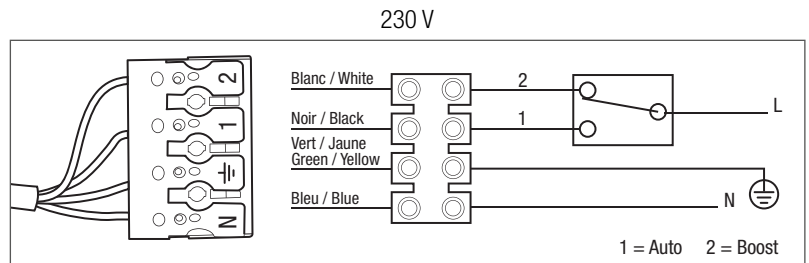 230 V
2
1
N
Blanc / White
Noir / Black
Vert / Jaune
Green / Yellow
Bleu / Blue
2
1
L
N
1 = Auto 2 = Boost